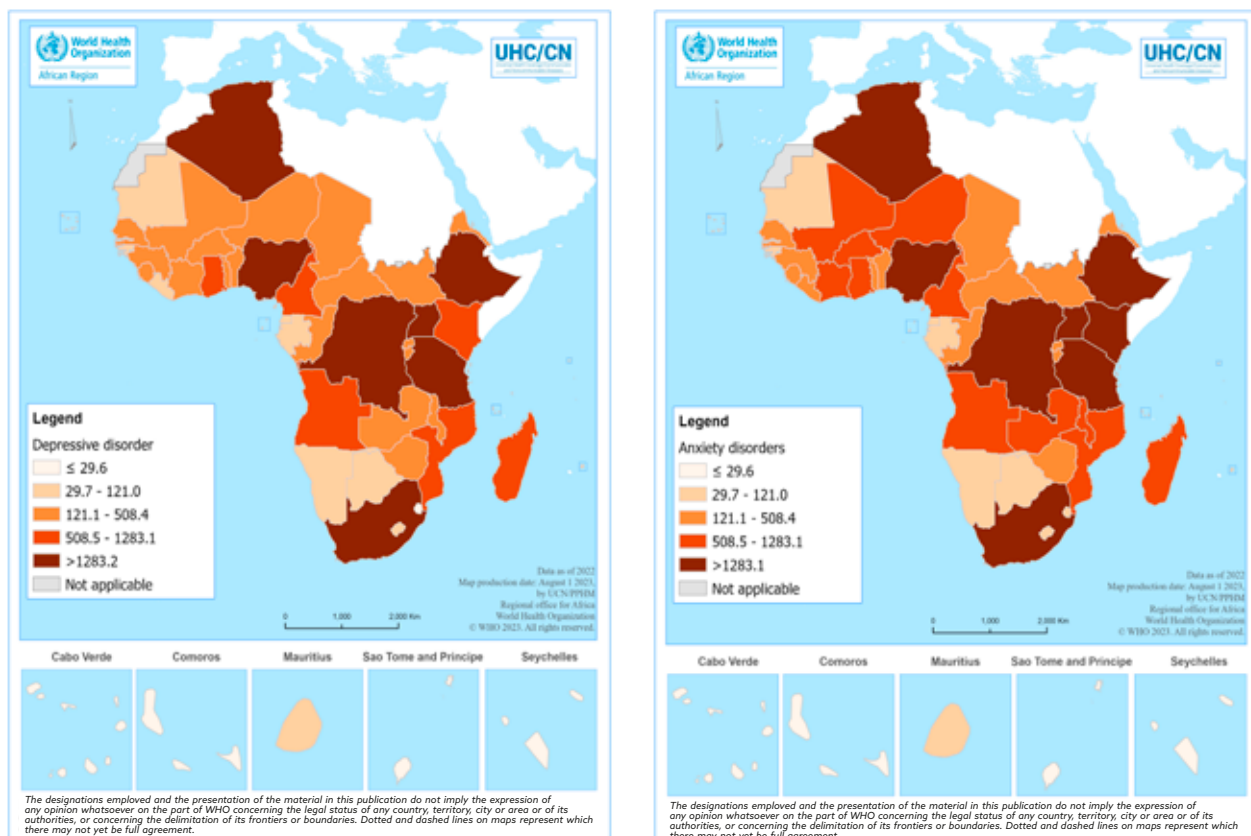 World Health
Organization
African Region
UHC/CN
Legend
Depressive disorder
≤ 29.6
29.7 - 121.0
121.1 - 508.4
508.5 - 1283.1
>1283.2
Not applicable
Data as of 2022
Map production date: August 1 2023,
by UCN/PPHM
Regional office for Africa
World Health Organization
© WHO 2023. All rights reserved.
0 1,000 2,000 Km
Cabo Verde Comoros Mauritius Sao Tome and Principe Seychelles
The designations employed and the presentation of the material in this publication do not imply the expression of
any opinion whatsoever on the part of WHO concerning the legal status of any country, territory, city or area or of its
authorities, or concerning the delimitation of its frontiers or boundaries. Dotted and dashed lines on maps represent which
there may not yet be full agreement.
World Health
Organization
African Region
UHC/CN
Legend
Anxiety disorders
≤ 29.6
29.7 - 121.0
121.1 - 508.4
508.5 - 1283.1
>1283.1
Not applicable
Data as of 2022
Map production date: August 1 2023,
by UCN/PPHM
Regional office for Africa
World Health Organization
© WHO 2023. All rights reserved.
0 1,000 2,000 Km
Cabo Verde Comoros Mauritius Sao Tome and Principe Seychelles
The designations employed and the presentation of the material in this publication do not imply the expression of
any opinion whatsoever on the part of WHO concerning the legal status of any country, territory, city or area or of its
authorities, or concerning the delimitation of its frontiers or boundaries. Dotted and dashed lines on maps represent which
there may not yet be full agreement.